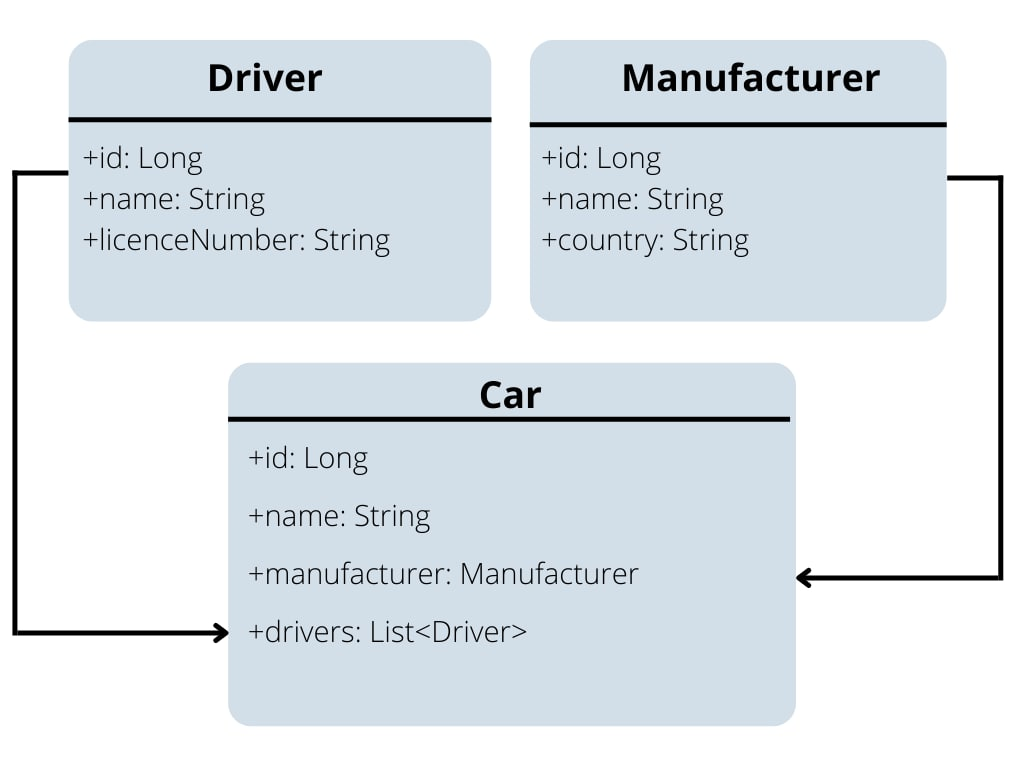 Driver
+id: Long
+name: String
+licenceNumber: String
Manufacturer
+id: Long
+name: String
+country: String
Car
+id: Long
+name: String
+manufacturer: Manufacturer
+drivers: List<Driver>